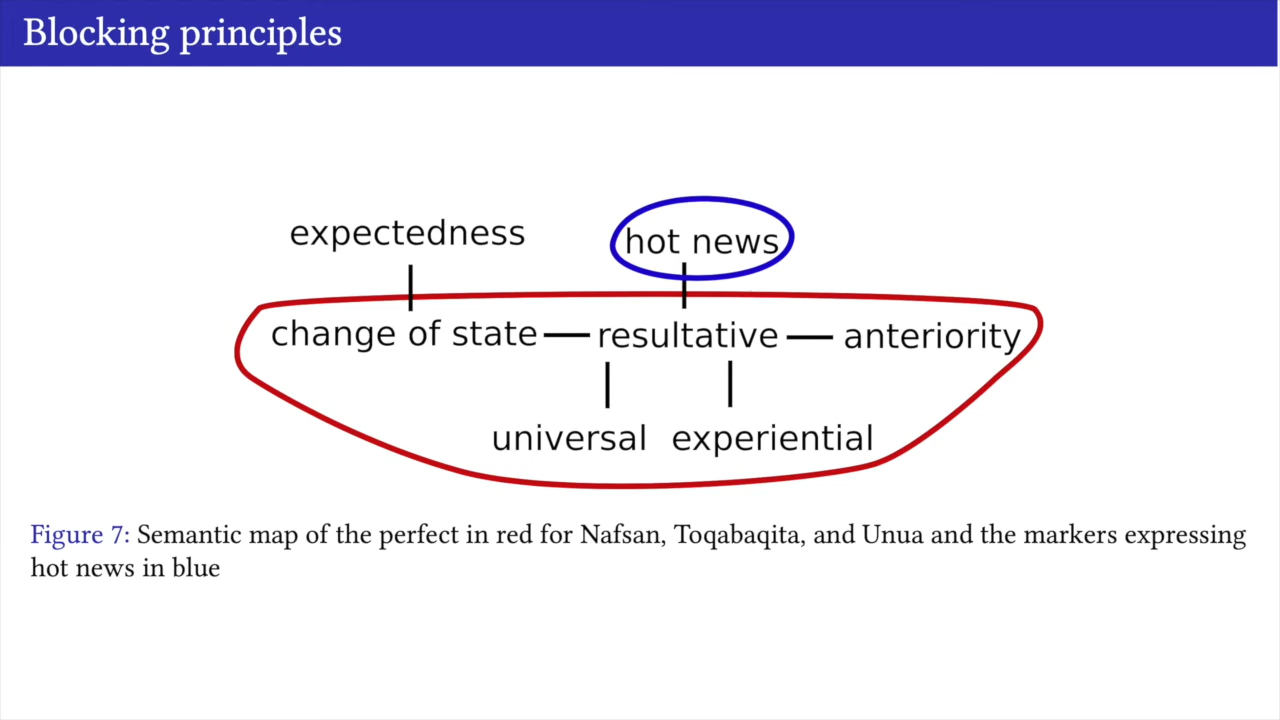 Blocking principles
expectedness
hot news
change of state
resultative
anteriority
universal
experiential
Figure 7: Semantic map of the perfect in red for Nafsan, Toqabaqita, and Unua and the markers expressing
hot news in blue